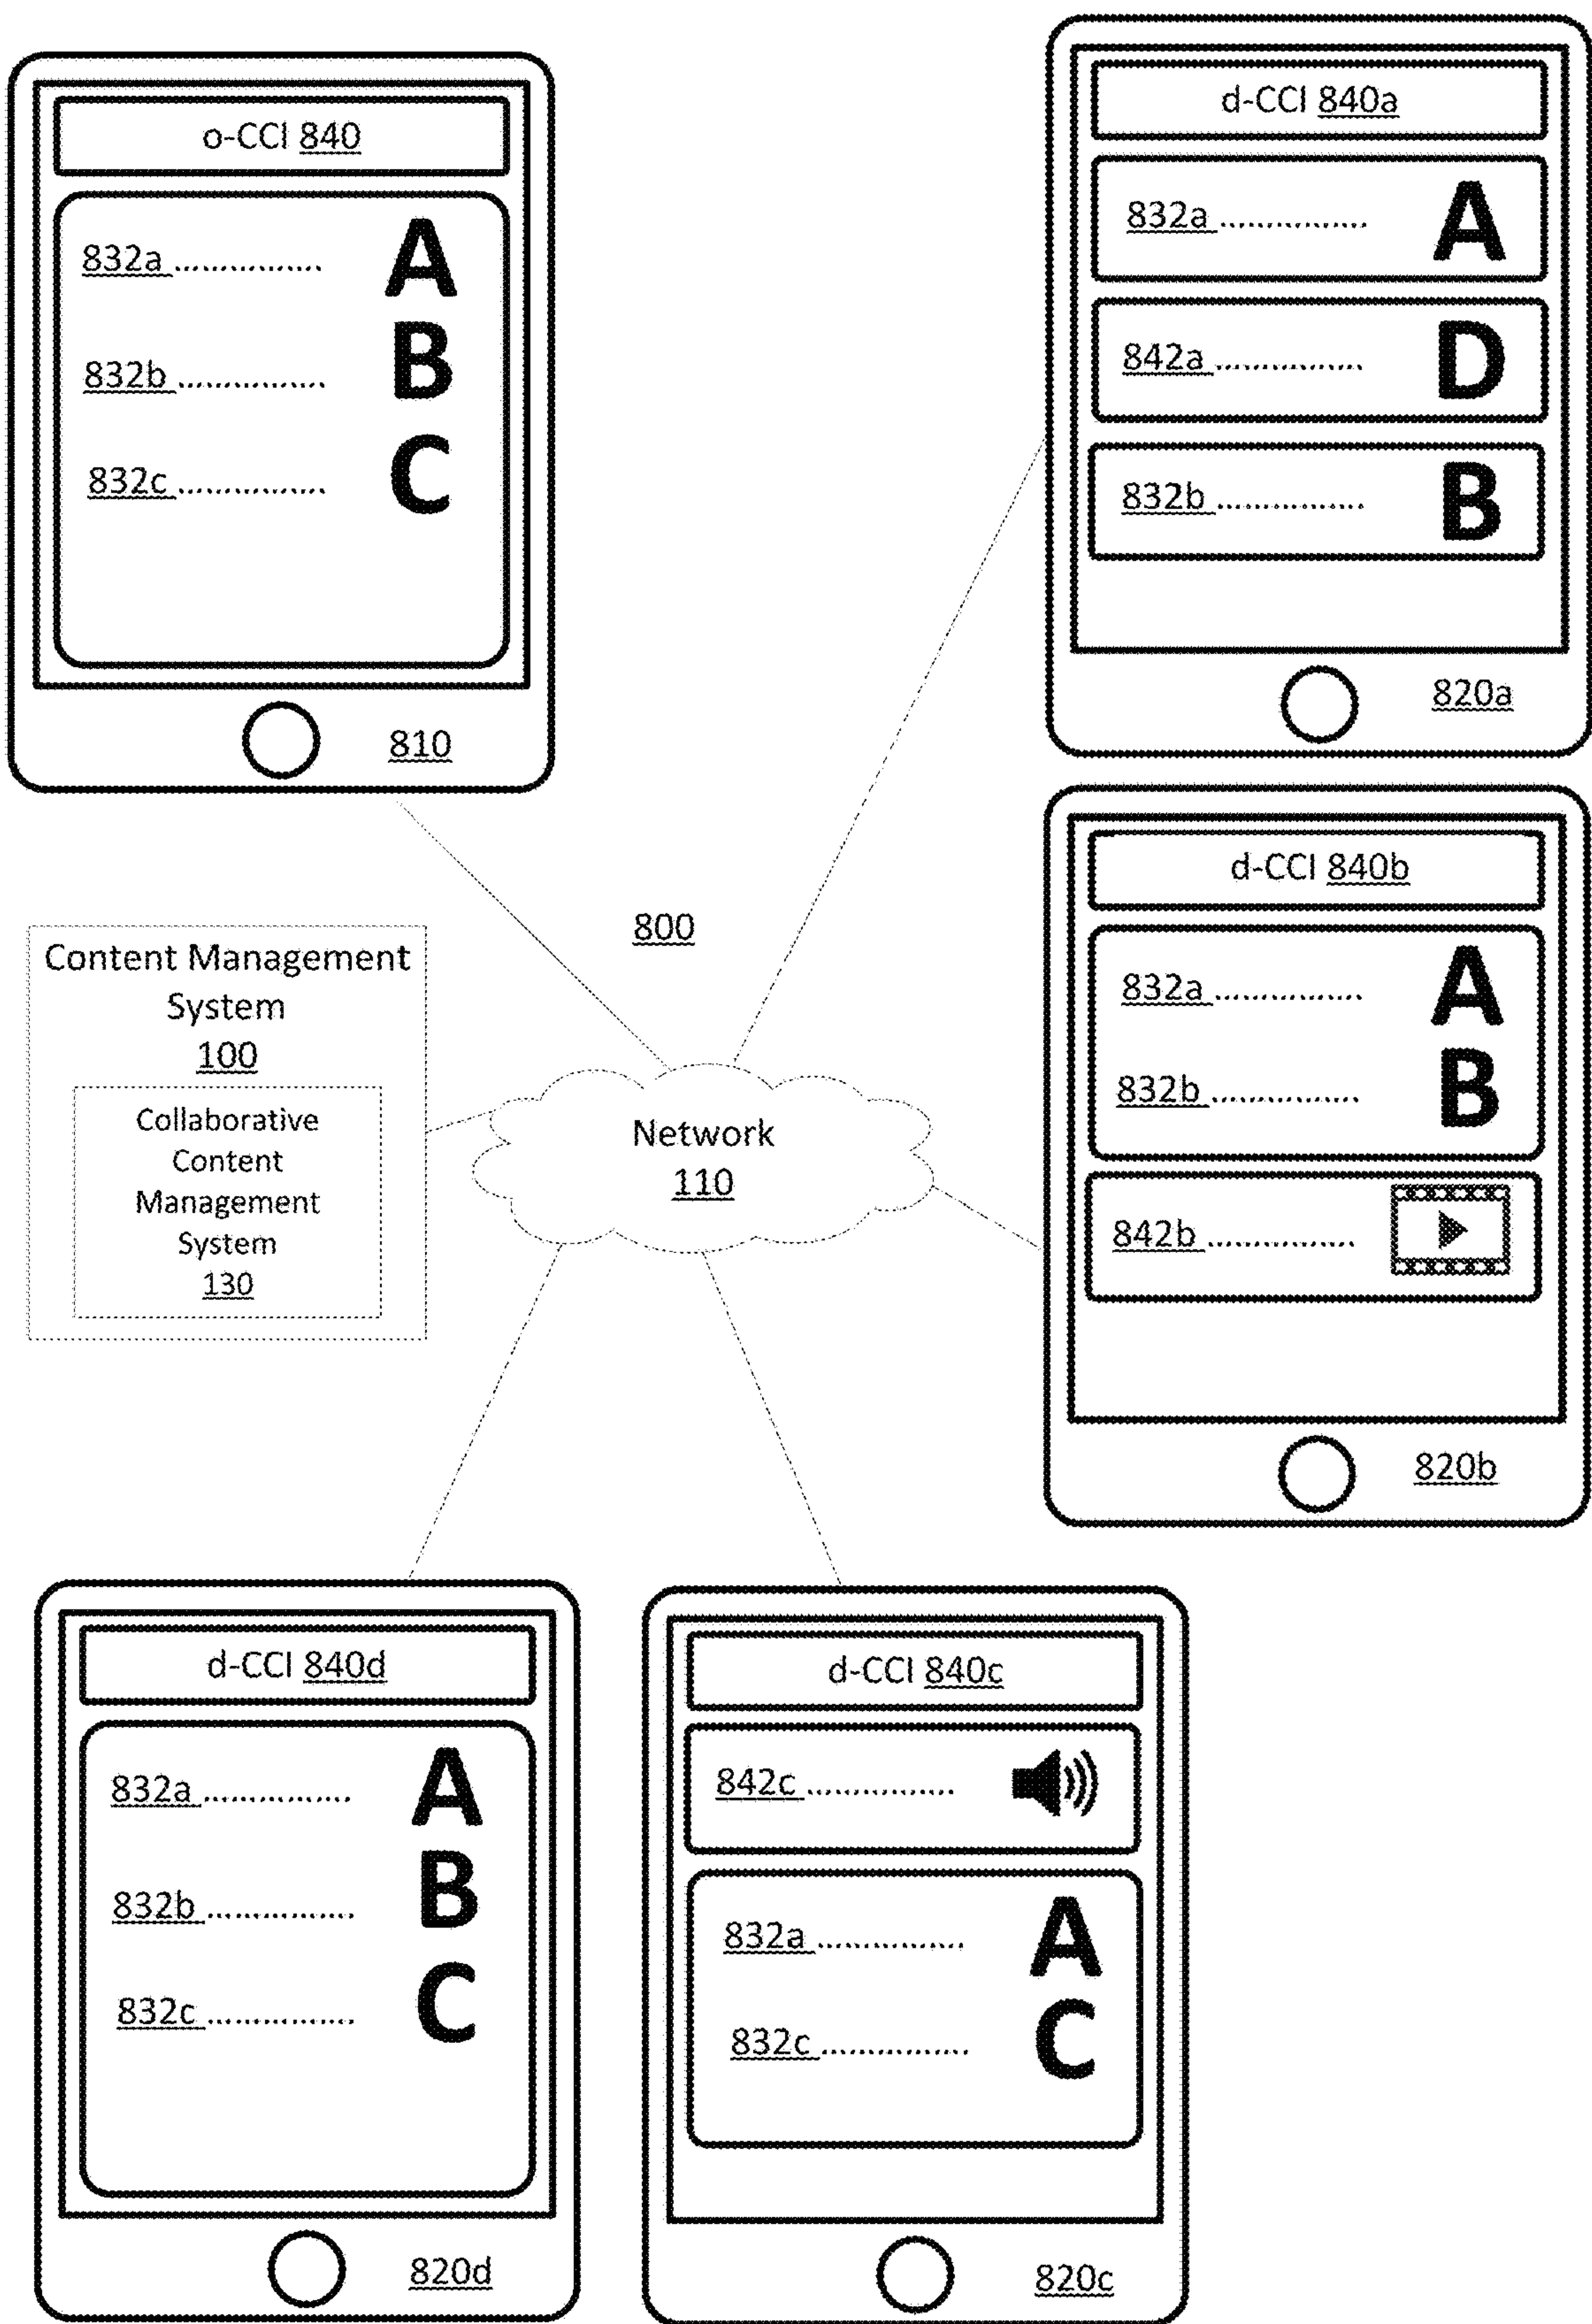 o-CCI 840
832a ............... A
832b ............... B
832c ............... C
810
d-CCI 840a
832a ............... A
842a ............... D
832b ............... B
820a
800
Content Management
System
100
Collaborative
Content
Management
System
130
Network
110
d-CCI 840b
832a ............... A
832b ............... B
842b ...............
820b
d-CCI 840d
832a ............... A
832b ............... B
832c ............... C
820d
d-CCI 840c
842c ...............
832a ............... A
832c ............... C
820c